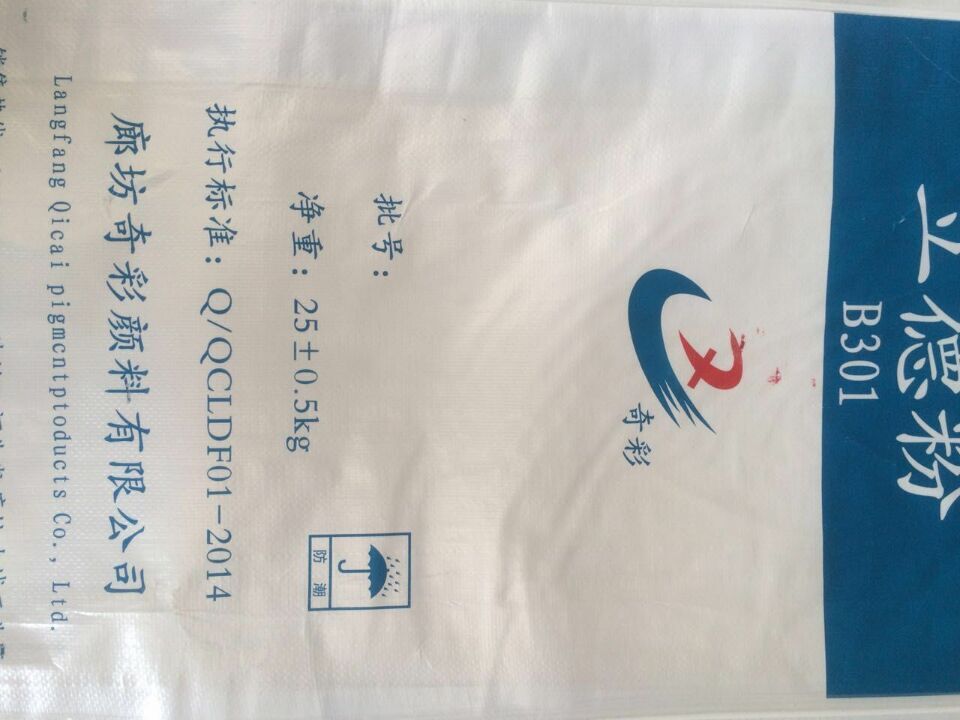 立德粉
B301
奇彩
批号：
净重：25±0.5kg
防潮
执行标准：Q/QCLDF01-2014
廊坊奇彩颜料有限公司
Langfang Qicai pigmcntptoducts Co., Ltd.